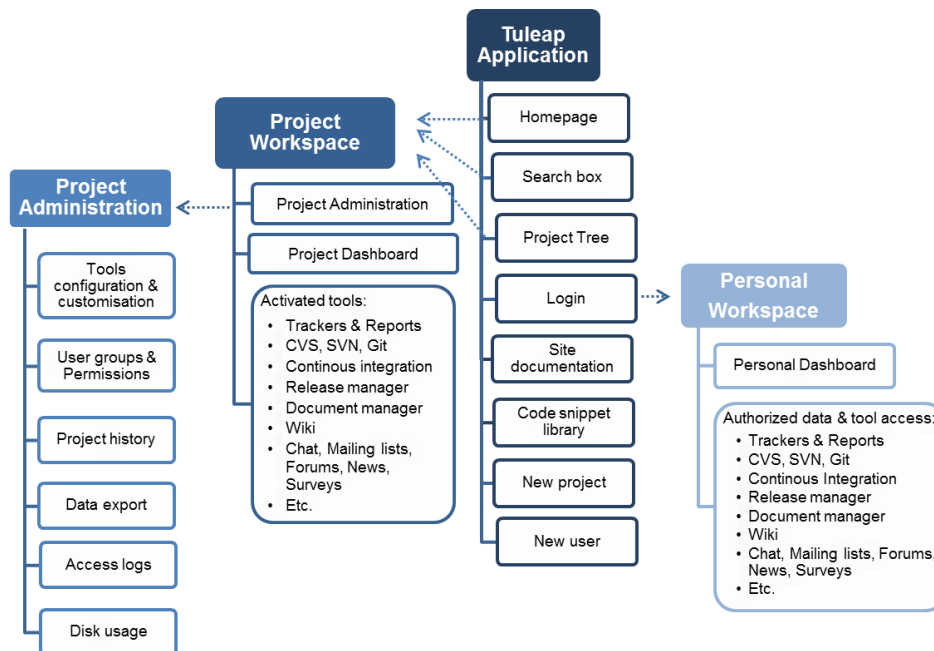 Tuleap
Application
Homepage
Search box
Project Tree
Login
Site
documentation
Code snippet
library
New project
New user
Project
Workspace
Project Administration
Project Dashboard
Activated tools:
• Trackers & Reports
• CVS, SVN, Git
• Continous integration
• Release manager
• Document manager
• Wiki
• Chat, Mailing lists,
Forums, News,
Surveys
• Etc.
Project
Administration
Tools
configuration &
customisation
User groups &
Permissions
Project history
Data export
Access logs
Disk usage
Personal
Workspace
Personal Dashboard
Authorized data & tool access:
• Trackers & Reports
• CVS, SVN, Git
• Continous Integration
• Release manager
• Document manager
• Wiki
• Chat, Mailing lists, Forums,
News, Surveys
• Etc.